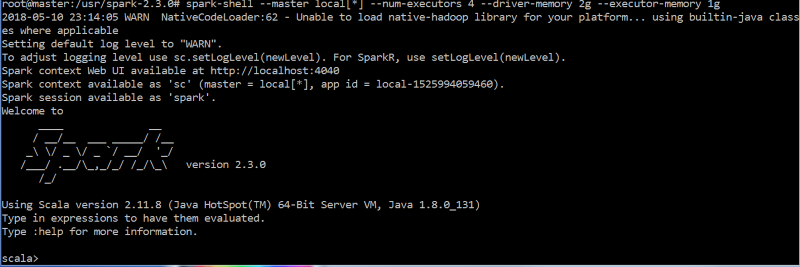 root@master:/usr/spark-2.3.0# spark-shell --master local[*] --num-executors 4 --driver-memory 2g --executor-memory 1g
2018-05-10 23:14:05 WARN  NativeCodeLoader:62 - Unable to load native-hadoop library for your platform... using builtin-java class
es where applicable
Setting default log level to "WARN".
To adjust logging level use sc.setLogLevel(newLevel). For SparkR, use setLogLevel(newLevel).
Spark context Web UI available at http://localhost:4040
Spark context available as 'sc' (master = local[*], app id = local-1525994059460).
Spark session available as 'spark'.
Welcome to
      ____              __
     / __/__  ___ _____/ /__
    _\ \/ _ \/ _ `/ __/  '_/
   /___/ .__/\_,_/_/ /_/\_\   version 2.3.0
      /_/
Using Scala version 2.11.8 (Java HotSpot(TM) 64-Bit Server VM, Java 1.8.0_131)
Type in expressions to have them evaluated.
Type :help for more information.
scala>